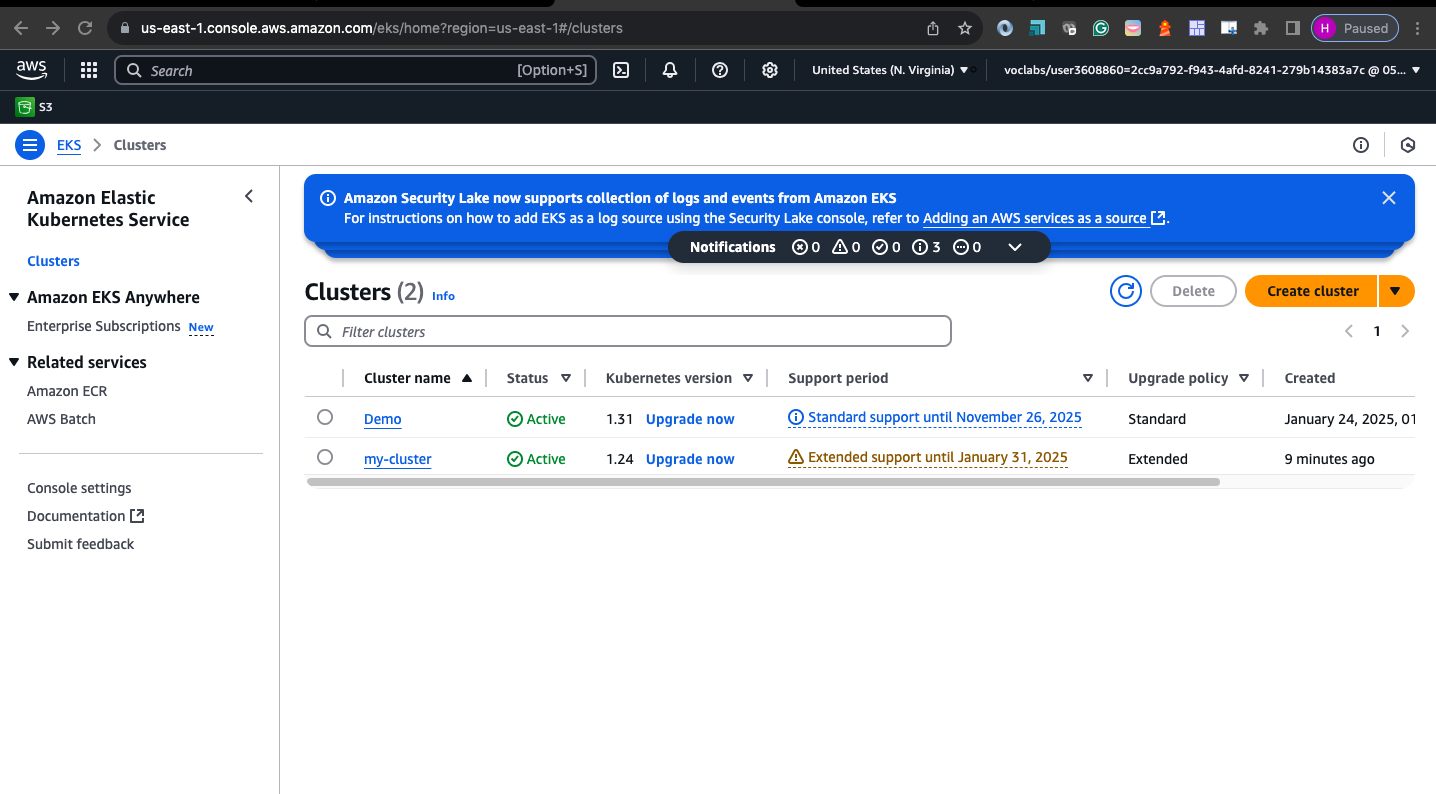 us-east-1.console.aws.amazon.com/eks/home?region=us-east-1#/clusters
H Paused
aws
Search [Option+S]
United States (N. Virginia)
voclabs/user3608860=2cc9a792-f943-4afd-8241-279b14383a7c @ 05...
S3
EKS > Clusters
Amazon Elastic
Kubernetes Service
Clusters
Amazon EKS Anywhere
Enterprise Subscriptions New
Related services
Amazon ECR
AWS Batch
Console settings
Documentation
Submit feedback
Amazon Security Lake now supports collection of logs and events from Amazon EKS
For instructions on how to add EKS as a log source using the Security Lake console, refer to Adding an AWS services as a source.
Notifications 0 0 0 3 0
Clusters (2) Info
Delete
Create cluster
Filter clusters
1
Cluster name Status Kubernetes version Support period Upgrade policy Created
Demo Active 1.31 Upgrade now Standard support until November 26, 2025 Standard January 24, 2025, 01
my-cluster Active 1.24 Upgrade now Extended support until January 31, 2025 Extended 9 minutes ago